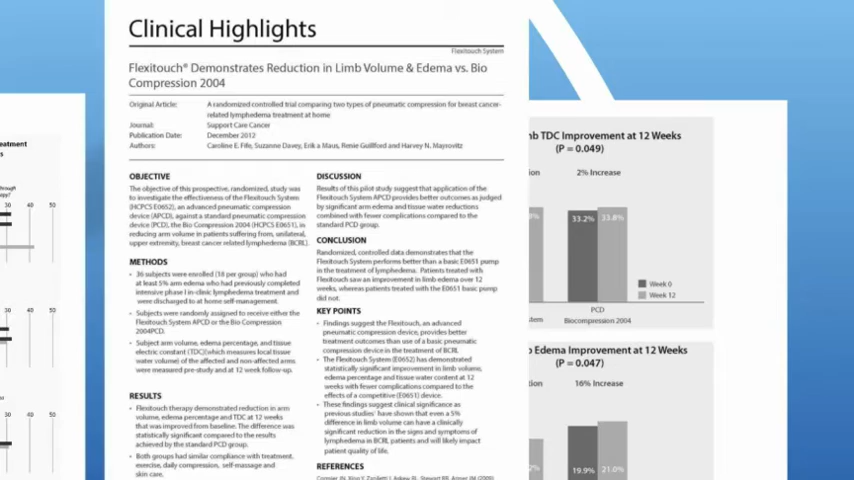 Clinical Highlights
Flexitouch System
Flexitouch® Demonstrates Reduction in Limb Volume & Edema vs. Bio
Compression 2004
Original Article: A randomized controlled trial comparing two types of pneumatic compression for breast cancer-
related lymphedema treatment at home
Journal: Support Care Cancer
Publication Date: December 2012
Authors: Caroline E. Fife, Suzanne Davey, Erik a Maus, Renie Guilliford and Harvey N. Mayrovitz
OBJECTIVE
The objective of this prospective, randomized, study was
to investigate the effectiveness of the Flexitouch System
(HCPCS E0652), an advanced pneumatic compression
device (APCD), against a standard pneumatic compression
device (PCD), the Bio Compression 2004 (HCPCS E0651), in
reducing arm volume in patients suffering from, unilateral,
upper extremity, breast cancer related lymphedema (BCRL).
METHODS
• 36 subjects were enrolled (18 per group) who had
at least 5% arm edema who had previously completed
intensive phase I in-clinic lymphedema treatment and
were discharged to at home self-management.
• Subjects were randomly assigned to receive either the
Flexitouch System APCD or the Bio Compression
2004PCD.
• Subject arm volume, edema percentage, and tissue
electric constant (TDC)(which measures local tissue
water volume) of the affected and non-affected arms
were measured pre-study and at 12 week follow-up.
RESULTS
• Flexitouch therapy demonstrated reduction in arm
volume, edema percentage and TDC at 12 weeks
that was improved from baseline. The difference was
statistically significant compared to the results
achieved by the standard PCD group.
• Both groups had similar compliance with treatment,
exercise, daily compression, self-massage and
skin care.
DISCUSSION
Results of this pilot study suggest that application of the
Flexitouch System APCD provides better outcomes as judged
by significant arm edema and tissue water reductions
combined with fewer complications compared to the
standard PCD group.
CONCLUSION
Randomized, controlled data demonstrates that the
Flexitouch System performs better than a basic E0651 pump
in the treatment of lymphedema. Patients treated with
Flexitouch saw an improvement in limb edema over 12
weeks, whereas patients treated with the E0651 basic pump
did not.
KEY POINTS
• Findings suggest the Flexitouch, an advanced
pneumatic compression device, provides better
treatment outcomes than use of a basic pneumatic
compression device in the treatment of BCRL
• The Flexitouch System (E0652) has demonstrated
statistically significant improvement in limb volume,
edema percentage and tissue water content at 12
weeks with fewer complications compared to the
effects of a competitive (E0651) device.
• These findings suggest clinical significance as
previous studies have shown that even a 5%
difference in limb volume can have a clinically
significant reduction in the signs and symptoms of
lymphedema in BCRL patients and will likely impact
patient quality of life.
REFERENCES
eatment
s
through
30 40 50
30 40 50
30 40 50
mb TDC Improvement at 12 Weeks
(P = 0.049)
ion 2% Increase
33.2% 33.8%
Week 0
Week 12
PCD
Biocompression 2004
Edema Improvement at 12 Weeks
(P = 0.047)
tion 16% Increase
19.9% 21.0%